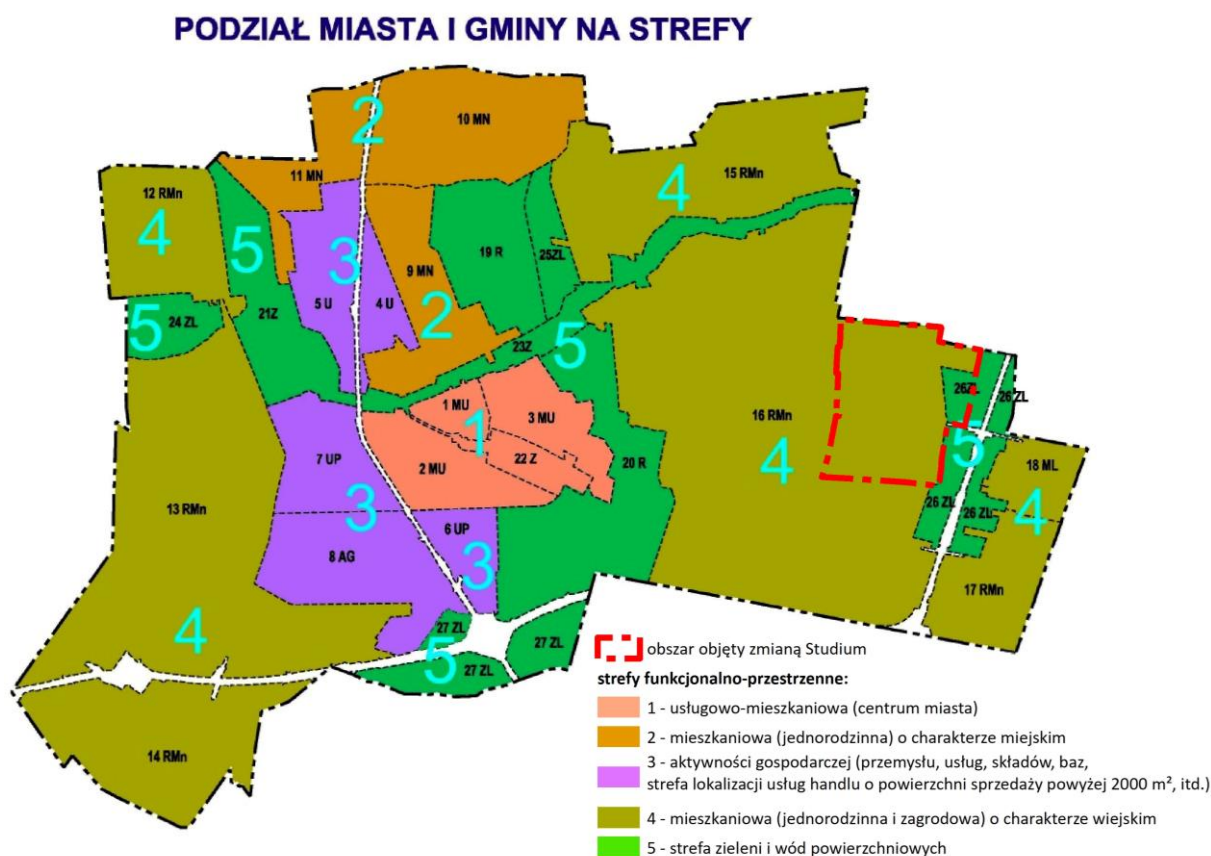 PODZIAŁ MIASTA I GMINY NA STREFY
2
10 MN
11 MN
12 RMn
4
5
3
9 MN
19 R
25ZL
4
15 RMn
5 U
4 U
2
21Z
5
24 ZL
23Z
5
26ZL
26 ZL
1 MU
3 MU
1
16 RMn
5
2 MU
22 Z
20 R
4
18 ML
7 UP
13 RMn
3
6 UP
26 ZL
26 ZL
4
8 AG
3
17 RMn
4
27 ZL
27 ZL
5
27 ZL
14 RMn
obszar objęty zmianą Studium
strefy funkcjonalno-przestrzenne:
1 - usługowo-mieszkaniowa (centrum miasta)
2 - mieszkaniowa (jednorodzinna) o charakterze miejskim
3 - aktywności gospodarczej (przemysłu, usług, składów, baz,
strefa lokalizacji usług handlu o powierzchni sprzedaży powyżej 2000 m², itd.)
4 - mieszkaniowa (jednorodzinna i zagrodowa) o charakterze wiejskim
5 - strefa zieleni i wód powierzchniowych